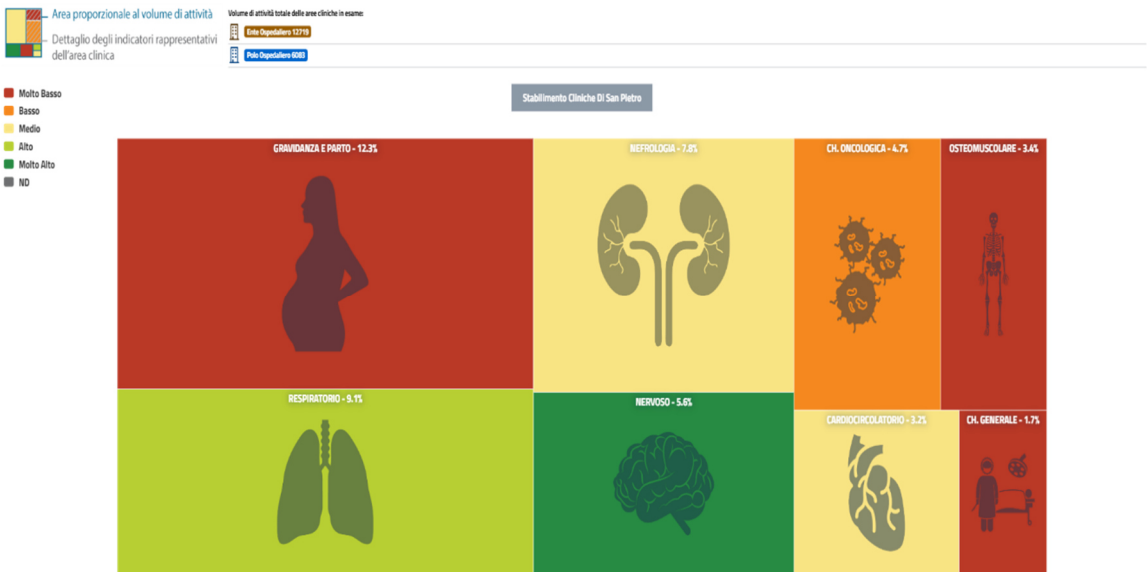 Area proporzionale al volume di attività
Dettaglio degli indicatori rappresentativi
dell'area clinica
Volume di attività totale delle aree cliniche in esame:
Ente Ospedaliero 12719
Polo Ospedaliero 6083
Molto Basso
Basso
Medio
Alto
Molto Alto
ND
Stabilimento Cliniche Di San Pietro
GRAVIDANZA E PARTO - 12.3%
NEFROLOGIA - 7.8%
CH. ONCOLOGICA - 4.7%
OSTEOMUSCOLARE - 3.4%
RESPIRATORIO - 9.1%
NERVOSO - 5.6%
CARDIOCIRCOLATORIO - 3.2%
CH. GENERALE - 1.7%